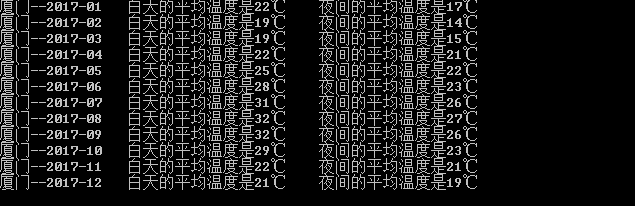 厦门--2017-01 白天的平均温度是22℃ 夜间的平均温度是17℃
厦门--2017-02 白天的平均温度是19℃ 夜间的平均温度是14℃
厦门--2017-03 白天的平均温度是19℃ 夜间的平均温度是15℃
厦门--2017-04 白天的平均温度是22℃ 夜间的平均温度是21℃
厦门--2017-05 白天的平均温度是25℃ 夜间的平均温度是22℃
厦门--2017-06 白天的平均温度是28℃ 夜间的平均温度是23℃
厦门--2017-07 白天的平均温度是31℃ 夜间的平均温度是26℃
厦门--2017-08 白天的平均温度是32℃ 夜间的平均温度是27℃
厦门--2017-09 白天的平均温度是32℃ 夜间的平均温度是26℃
厦门--2017-10 白天的平均温度是29℃ 夜间的平均温度是23℃
厦门--2017-11 白天的平均温度是22℃ 夜间的平均温度是21℃
厦门--2017-12 白天的平均温度是21℃ 夜间的平均温度是19℃